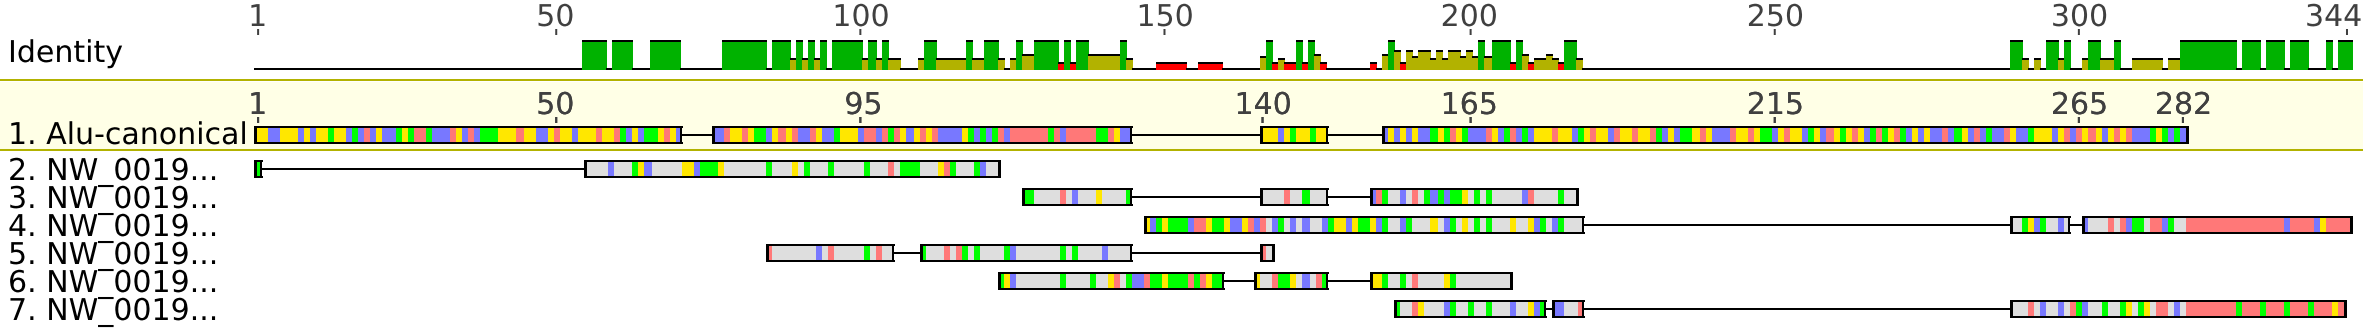 1 50 100 150 200 250 300 344
Identity
1 50 95 140 165 215 265 282
1. Alu-canonical
2. NW_0019...
3. NW_0019...
4. NW_0019...
5. NW_0019...
6. NW_0019...
7. NW_0019...